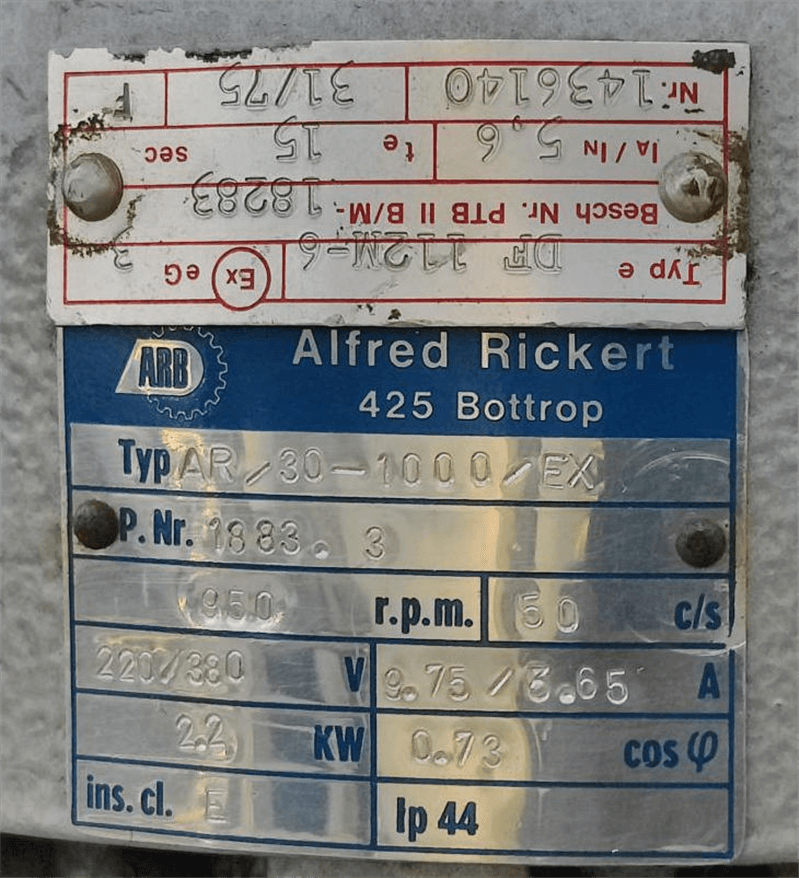 Typ e DF 112M-6 Ex eG 3
Besch Nr. PTB II B/M- 18283
IA/IN 5,6 te 15 sec
Nr. 1436140 31/75 F
ARB Alfred Rickert
425 Bottrop
Typ AR/30-1000/EX
P. Nr. 1883.3
950 r.p.m. 50 c/s
220/380 V 9.75/5.65 A
2.2 KW 0.73 cos φ
ins. cl. E Ip 44